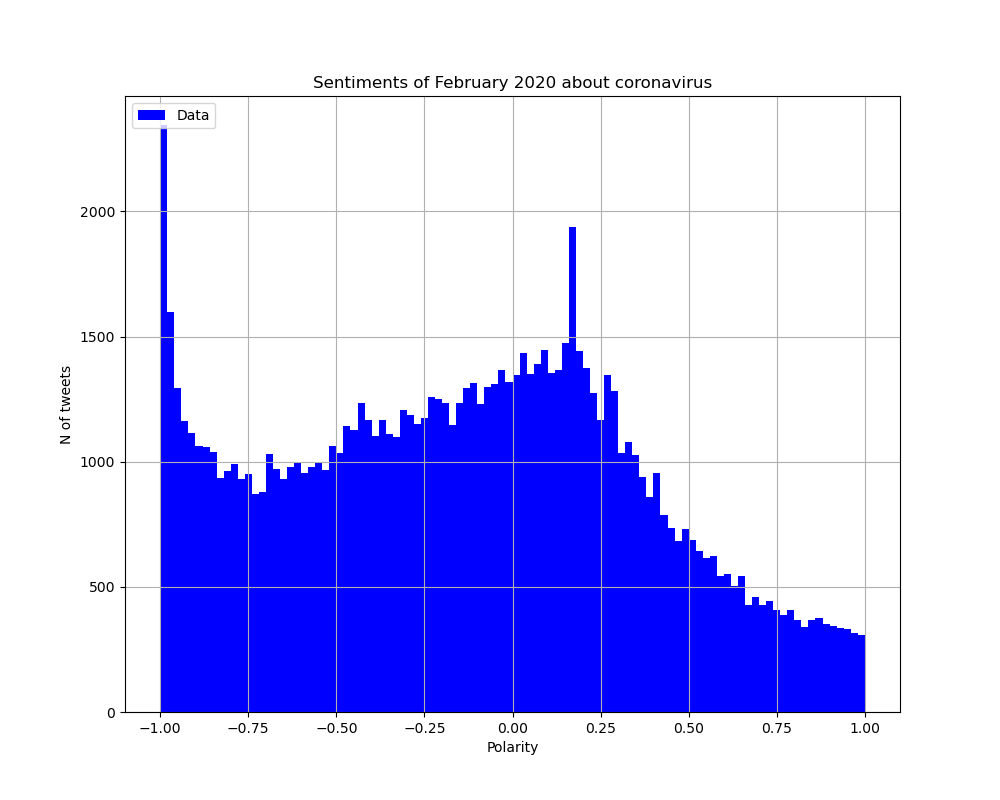 Sentiments of February 2020 about coronavirus
Data
2000
1500
1000
500
0
N of tweets
−1.00 −0.75 −0.50 −0.25 0.00 0.25 0.50 0.75 1.00
Polarity